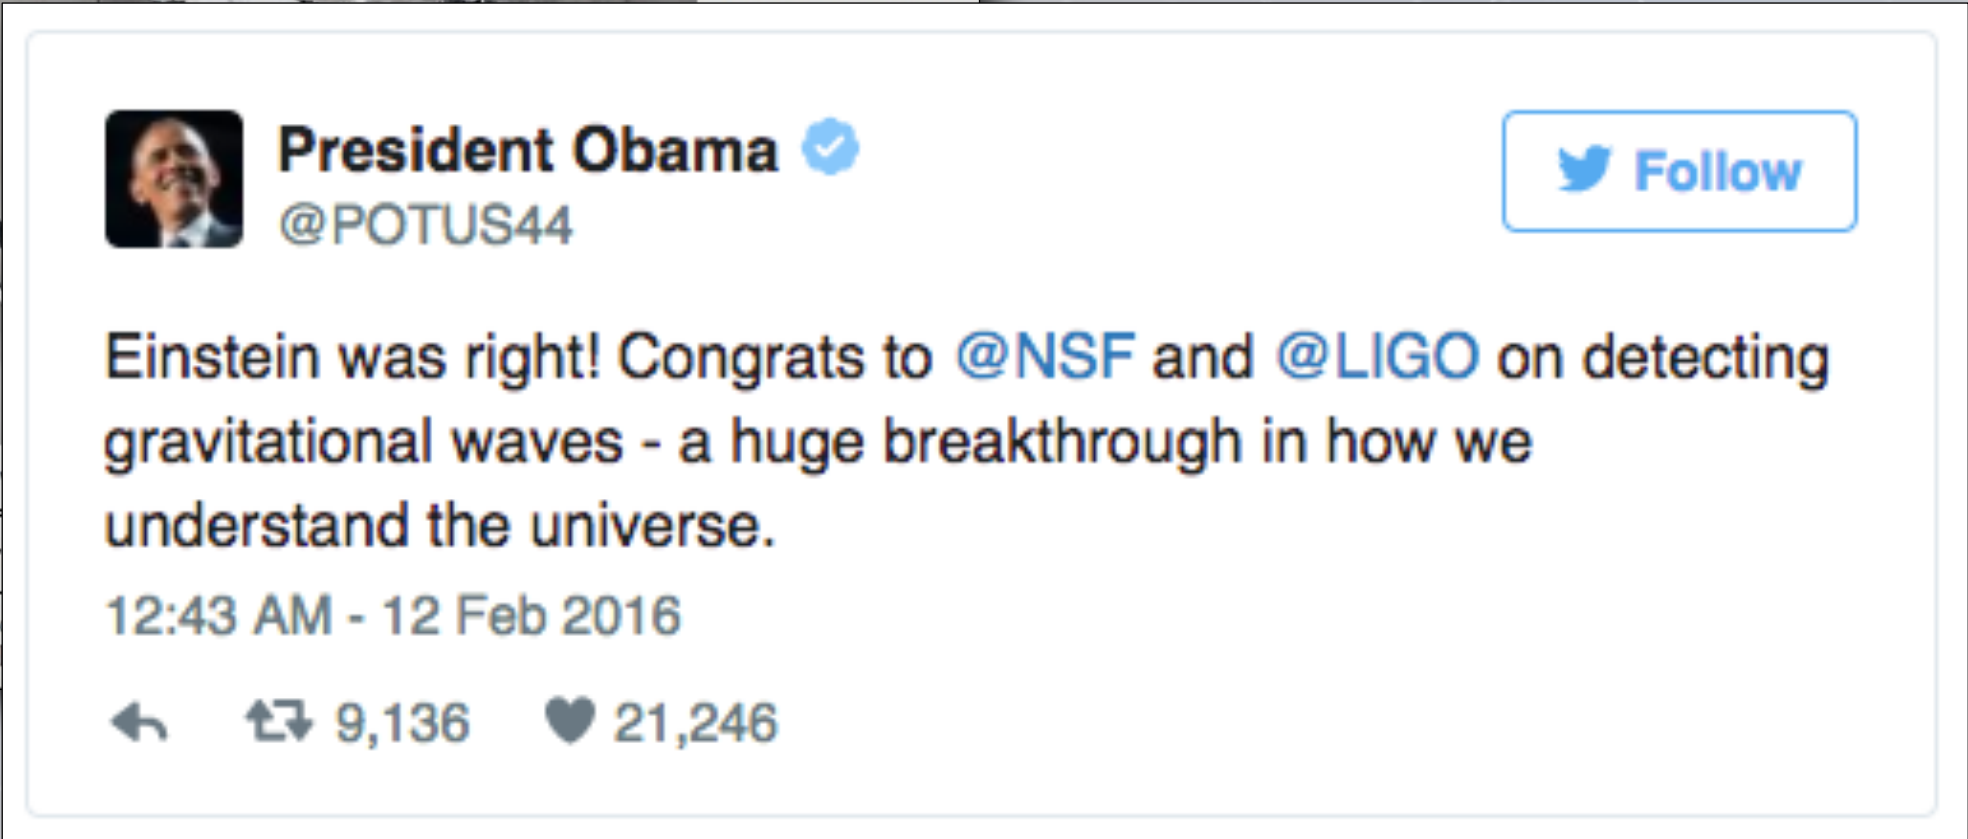 President Obama
@POTUS44
Follow
Einstein was right! Congrats to @NSF and @LIGO on detecting
gravitational waves - a huge breakthrough in how we
understand the universe.
12:43 AM - 12 Feb 2016
9,136 21,246